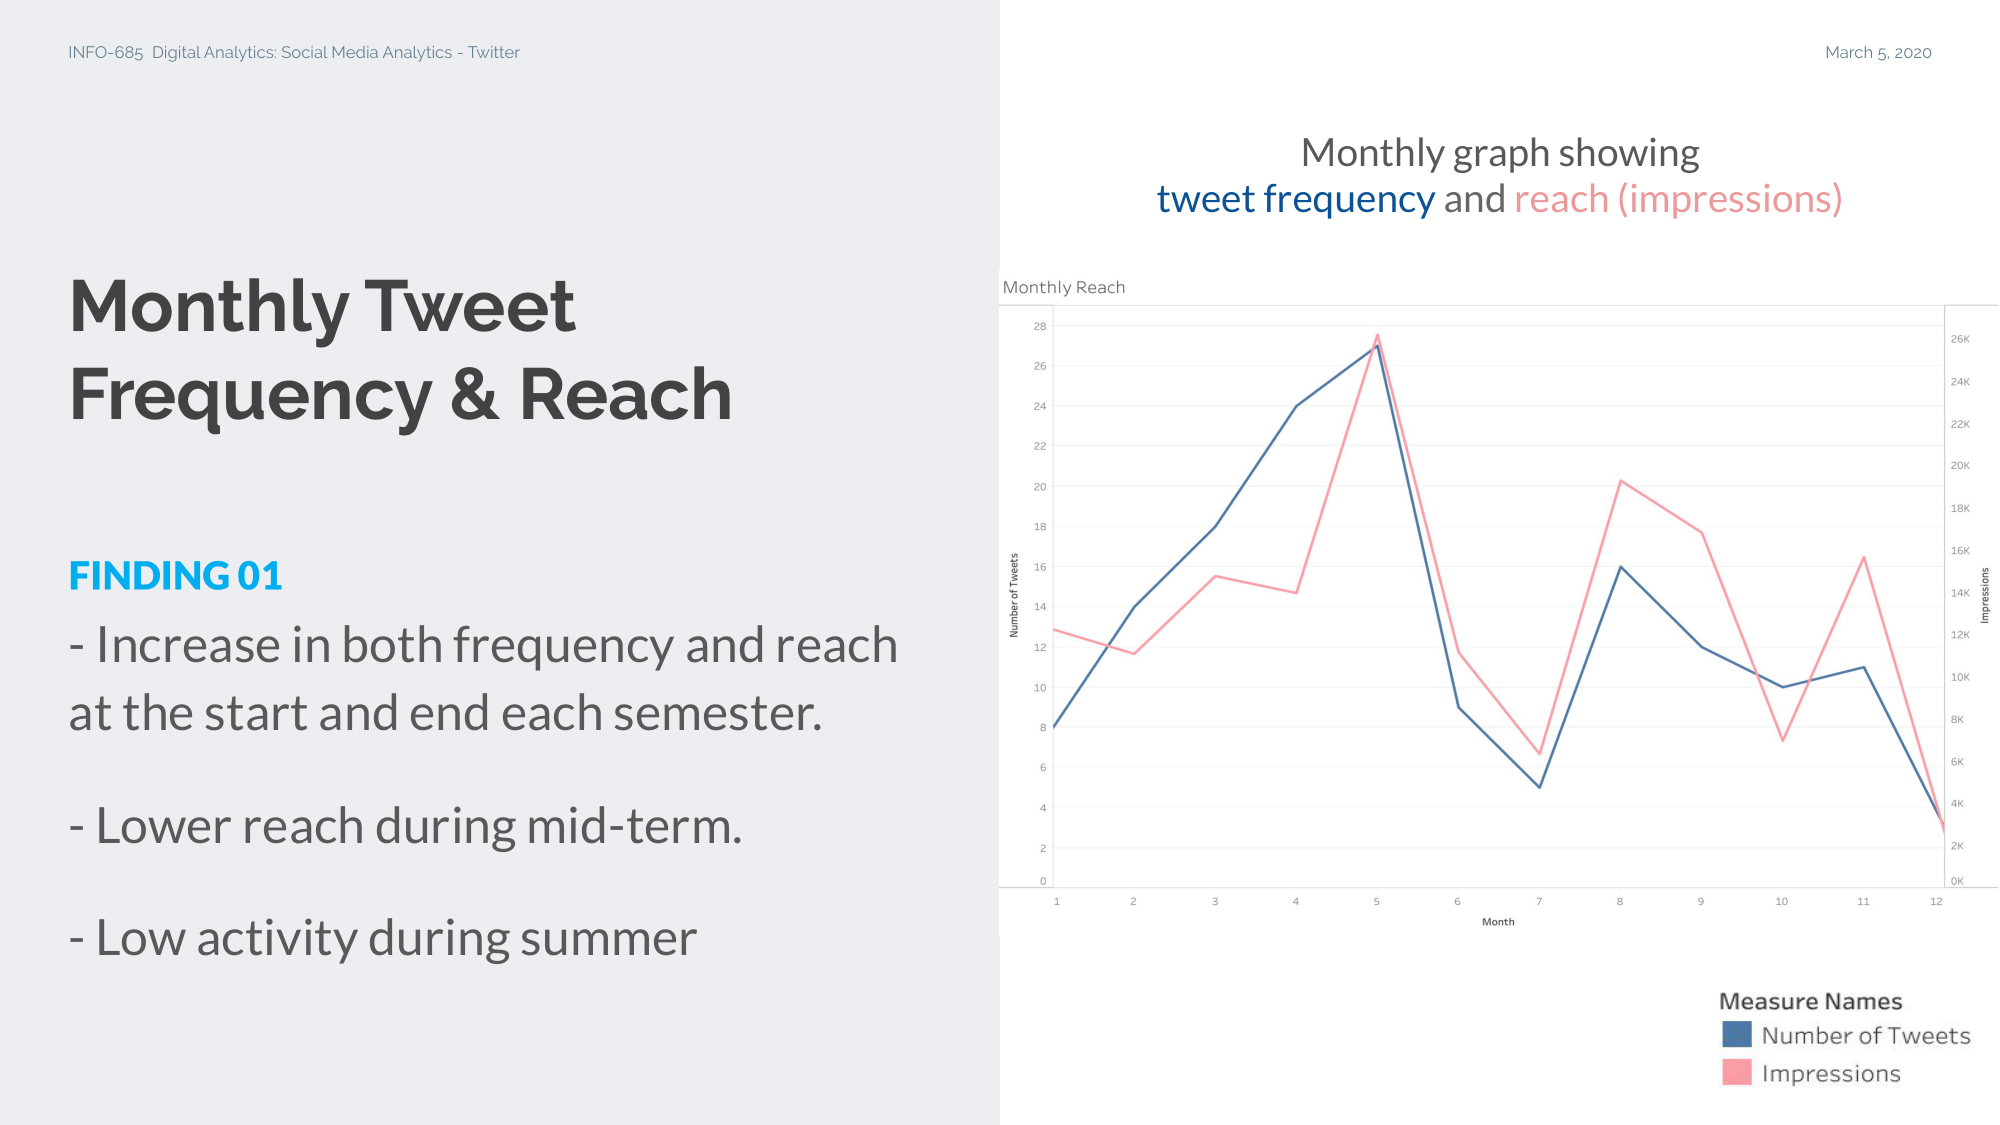 INFO-685  Digital Analytics: Social Media Analytics - Twitter
March 5, 2020
Monthly Tweet
Frequency & Reach
FINDING 01
- Increase in both frequency and reach
at the start and end each semester.
- Lower reach during mid-term.
- Low activity during summer
Monthly graph showing
tweet frequency and reach (impressions)
Monthly Reach
Number of Tweets
28
26
24
22
20
18
16
14
12
10
8
6
4
2
0
26K
24K
22K
20K
18K
16K
14K
12K
10K
8K
6K
4K
2K
0K
Impressions
1 2 3 4 5 6 7 8 9 10 11 12
Month
Measure Names
Number of Tweets
Impressions